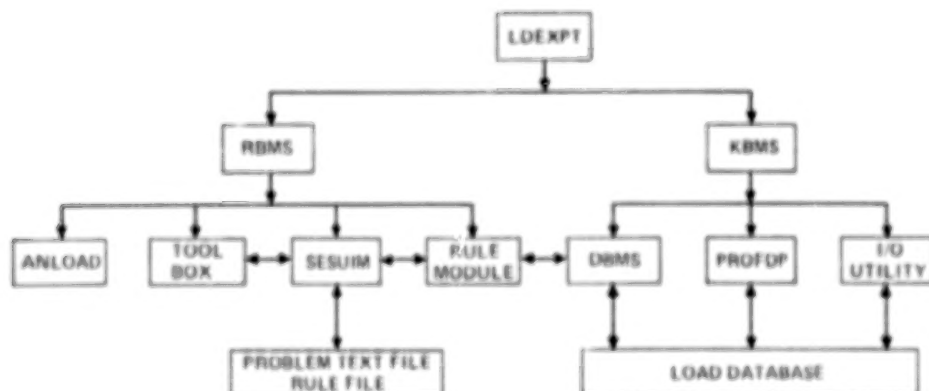 LDEXPT
RBMS
KBMS
ANLOAD
TOOL
BOX
SESUIM
RULE
MODULE
DBMS
PROFDP
I/O
UTILITY
PROBLEM TEXT FILE
RULE FILE
LOAD DATABASE